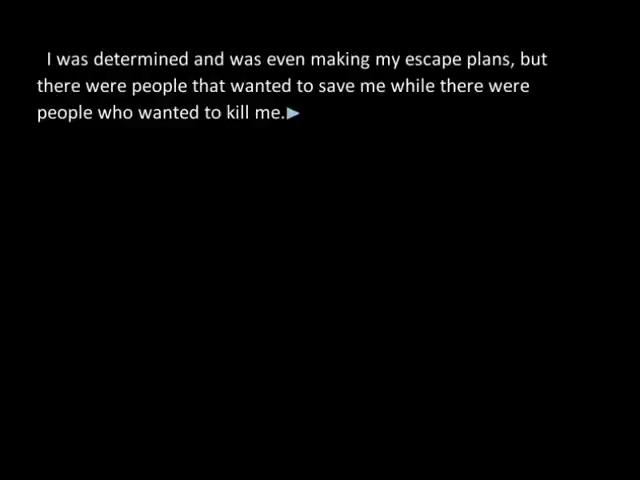 I was determined and was even making my escape plans, but
there were people that wanted to save me while there were
people who wanted to kill me.